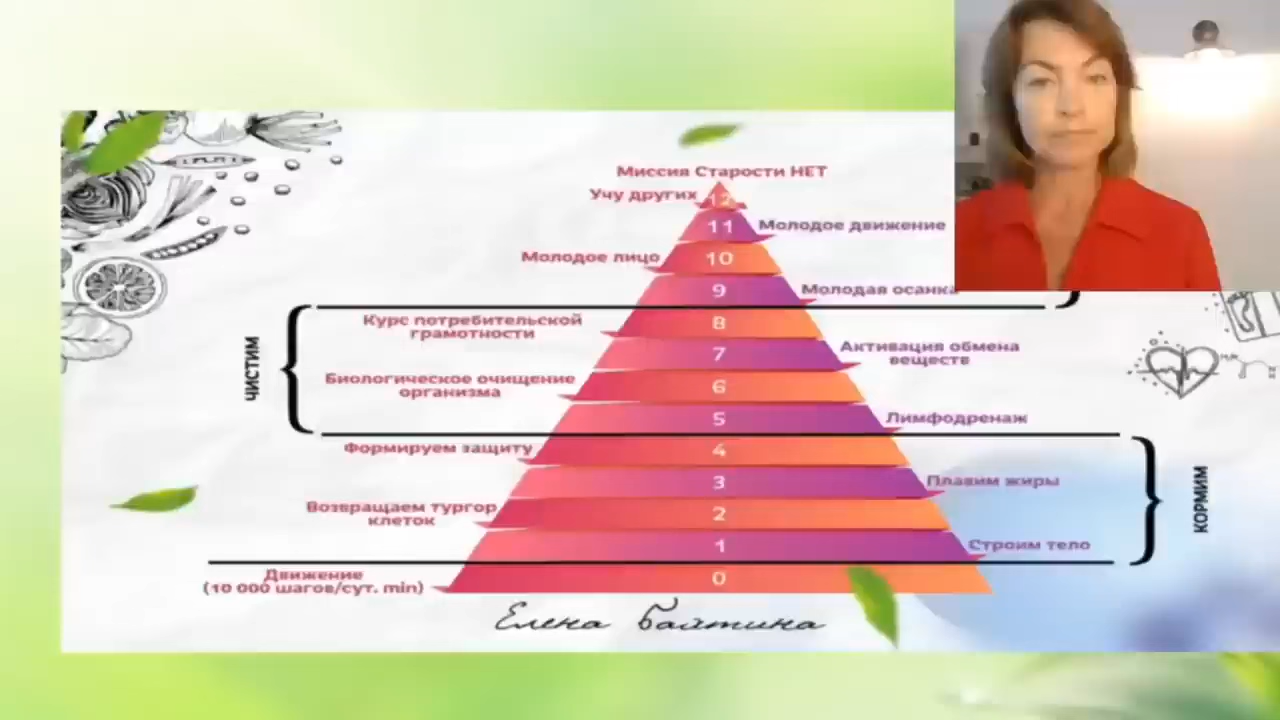 Миссия Старости НЕТ
Учу других
12
11
Молодое движение
Молодое лицо
10
9
Молодая осанка
Курс потребительской
грамотности
8
7
Активация обмена
веществ
ЧИСТИМ
Биологическое очищение
организма
6
5
Лимфодренаж
Формируем защиту
4
3
Плавим жиры
КОРМИМ
Возвращаем тургор
клеток
2
1
Строим тело
Движение
(10 000 шагов/сут. min)
0
Елена Балтина